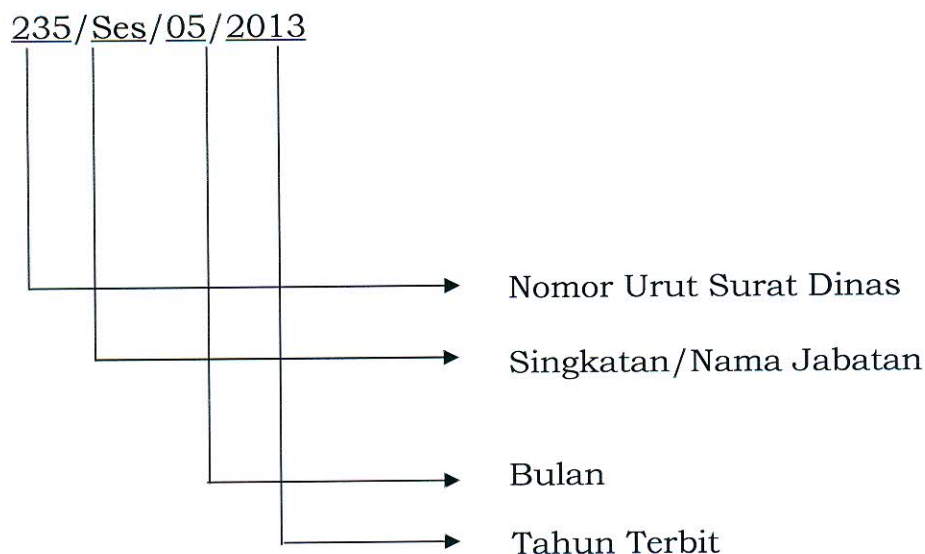 235/Ses/05/2013
Nomor Urut Surat Dinas
Singkatan/Nama Jabatan
Bulan
Tahun Terbit